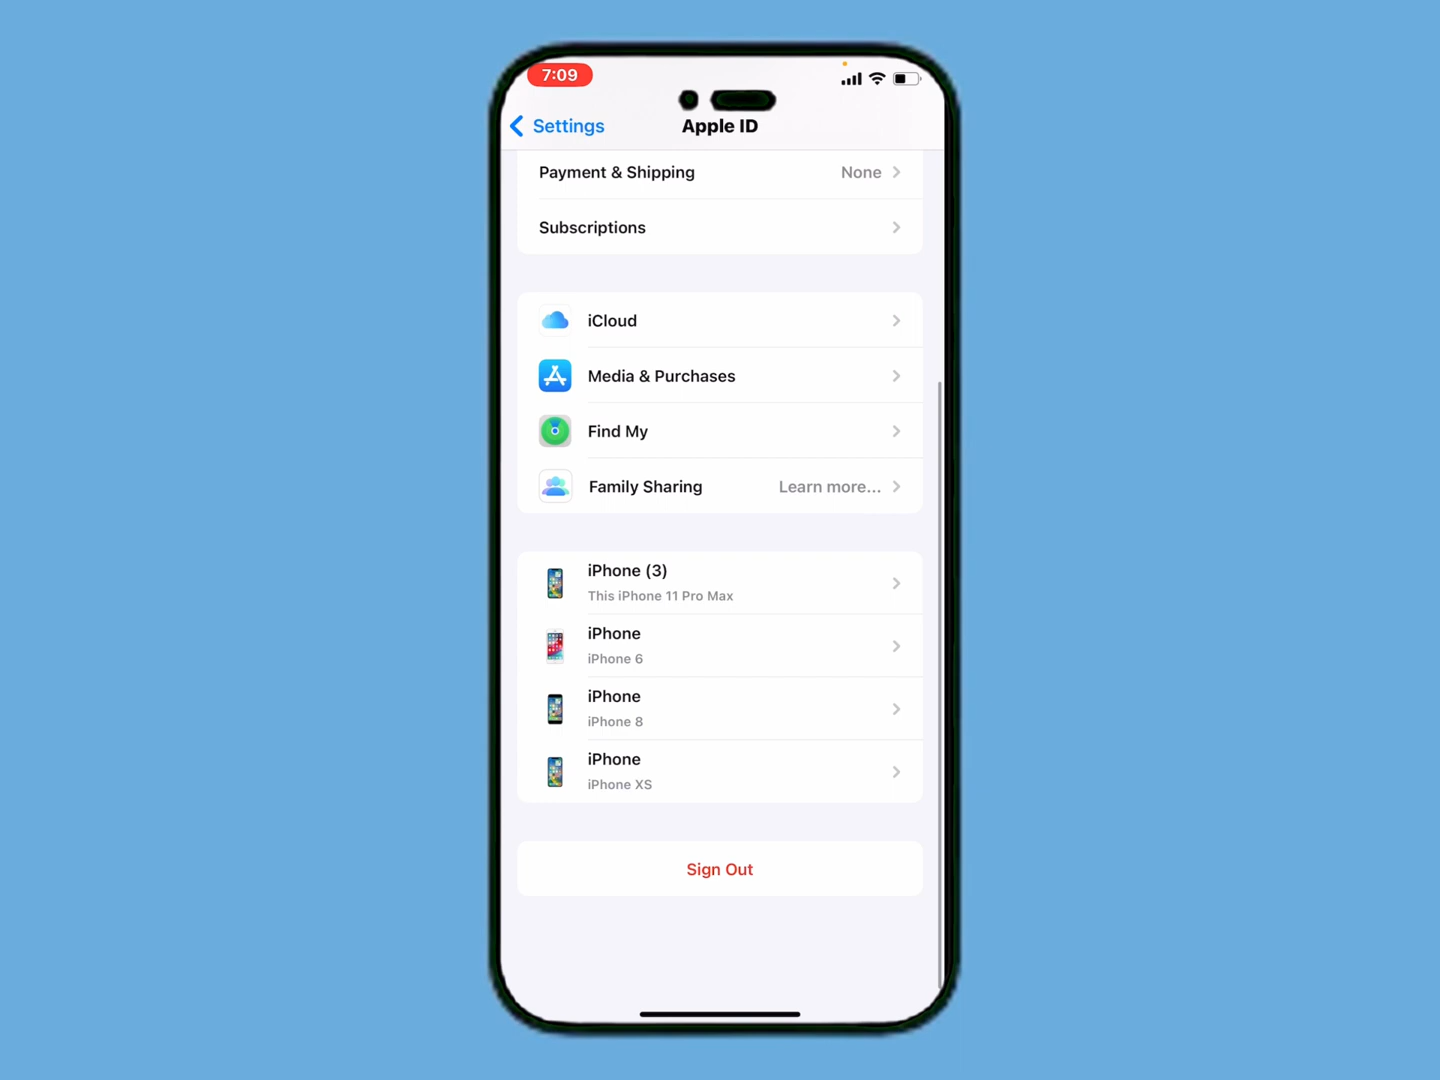 7:09
Settings
Apple ID
Payment & Shipping None
Subscriptions
iCloud
Media & Purchases
Find My
Family Sharing Learn more...
iPhone (3)
This iPhone 11 Pro Max
iPhone
iPhone 6
iPhone
iPhone 8
iPhone
iPhone XS
Sign Out